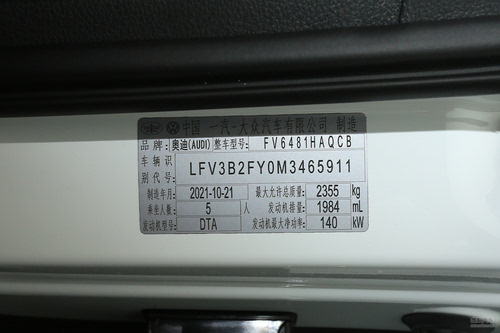 中国 一汽-大众汽车有限公司 制造
品牌: 奥迪(AUDI) 整车型号: FV6481HAQCB
车辆识别代号: LFV3B2FY0M3465911
制造年月: 2021-10-21 最大允许总质量: 2355 kg
乘坐人数: 5 人 发动机排量: 1984 mL
发动机型号: DTA 发动机最大净功率: 140 kW